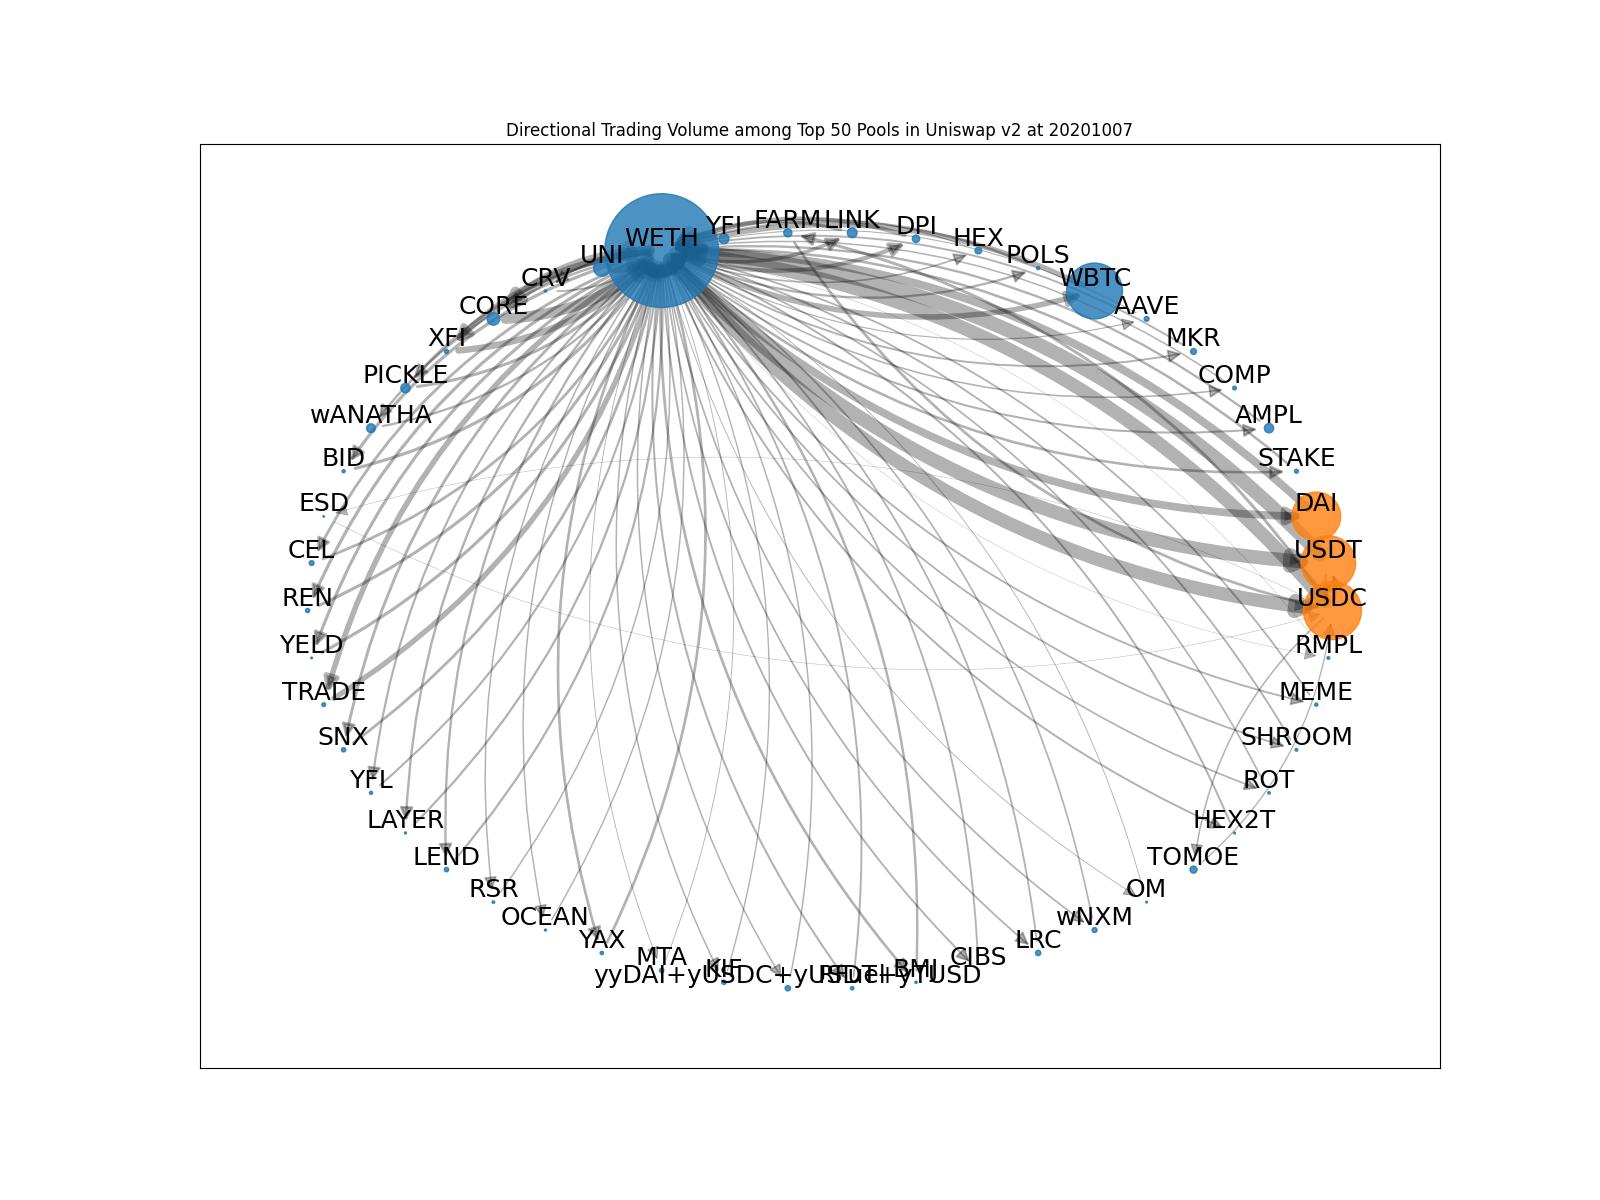 Directional Trading Volume among Top 50 Pools in Uniswap v2 at 20201007
WETH
YFI
FARM
LINK
DPI
HEX
POLS
WBTC
AAVE
MKR
COMP
AMPL
STAKE
DAI
USDT
USDC
RMPL
MEME
SHROOM
ROT
HEX2T
TOMOE
OM
wNXM
LRC
CIBS
BMI
yyDAI+yUSDC+yUSDT+yTUSD
MTA
YAX
OCEAN
RSR
LEND
LAYER
YFL
SNX
TRADE
YELD
REN
CEL
ESD
BID
wANATHA
PICKLE
XFI
CORE
CRV
UNI